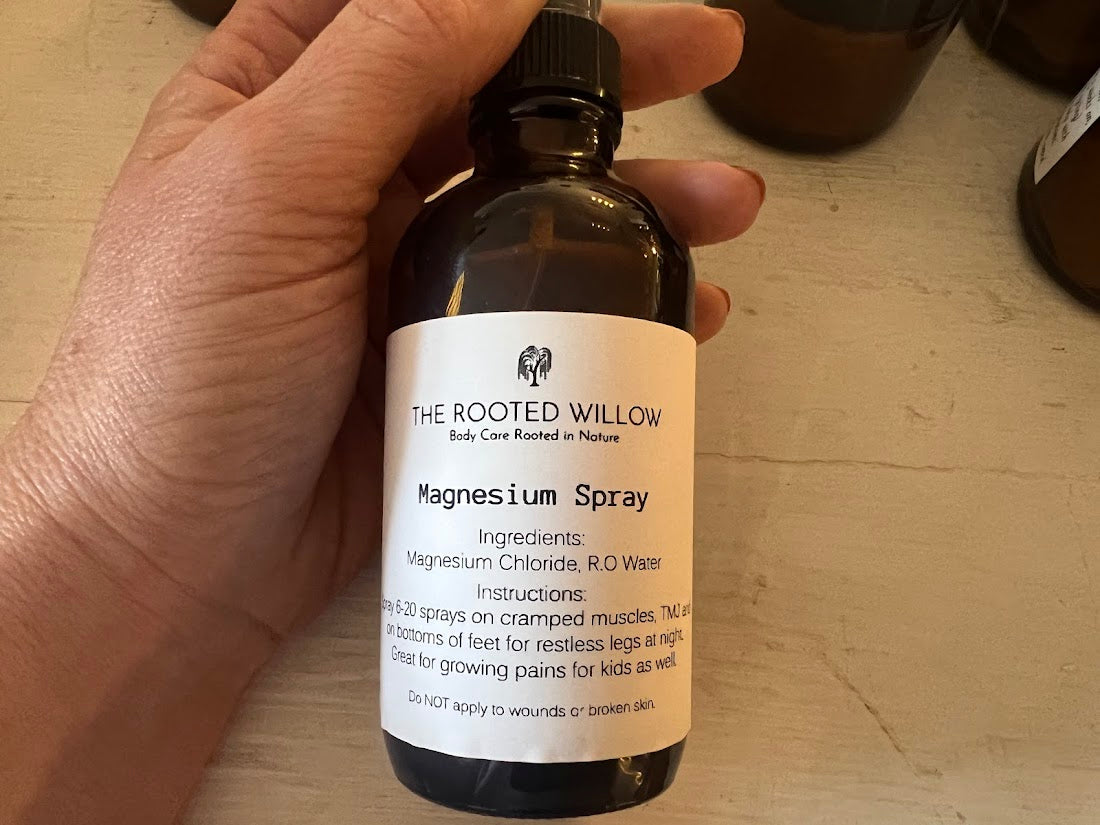 THE ROOTED WILLOW
Body Care Rooted in Nature
Magnesium Spray
Ingredients:
Magnesium Chloride, R.O Water
Instructions:
6-20 sprays on cramped muscles, TMJ
on bottoms of feet for restless legs at night.
Great for growing pains for kids as well.
Do NOT apply to wounds or broken skin.